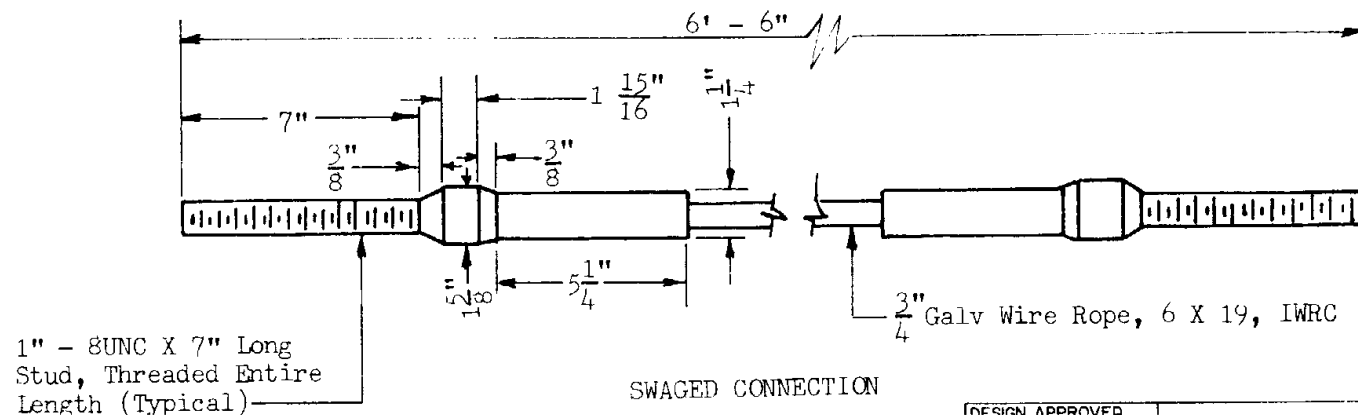 6' - 6"
1 15/16"
1 1/4"
7"
3/8"
3/8"
1 5/8"
5 1/4"
3/4" Galv Wire Rope, 6 X 19, IWRC
1" - 8UNC X 7" Long
Stud, Threaded Entire
Length (Typical)
SWAGED CONNECTION
DESIGN APPROVED